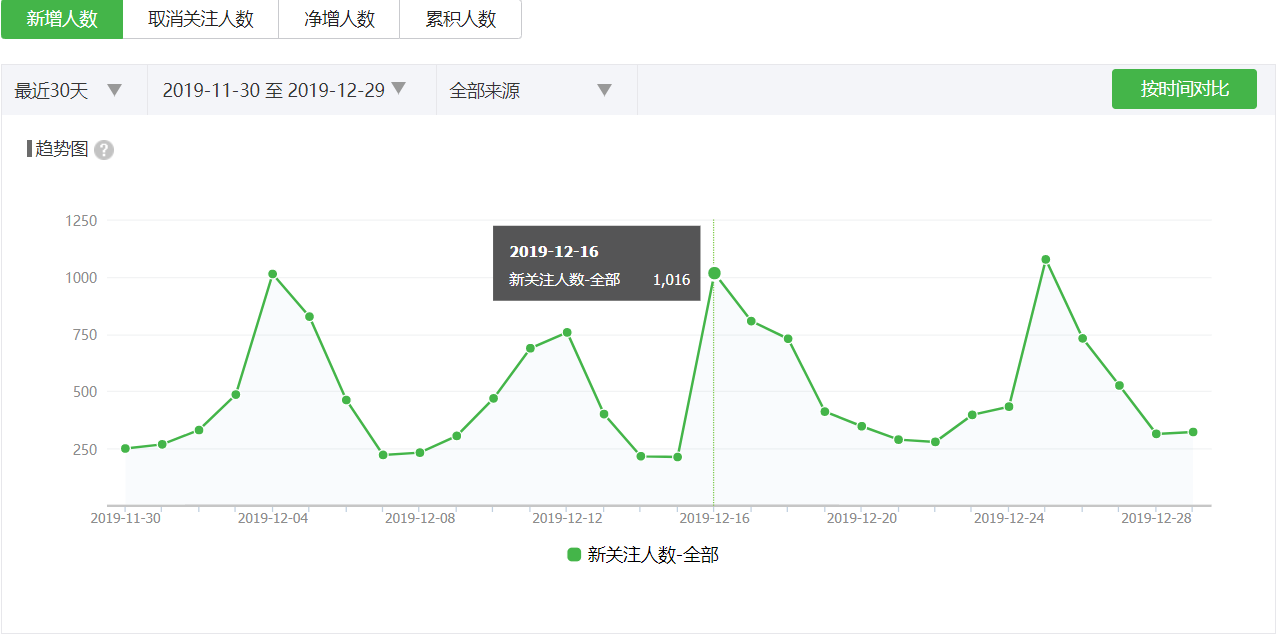 新增人数 取消关注人数 净增人数 累积人数
最近30天 2019-11-30 至 2019-12-29 全部来源 按时间对比
趋势图 ?
1250
1000
750
500
250
2019-12-16
新关注人数-全部 1,016
2019-11-30 2019-12-04 2019-12-08 2019-12-12 2019-12-16 2019-12-20 2019-12-24 2019-12-28
新关注人数-全部